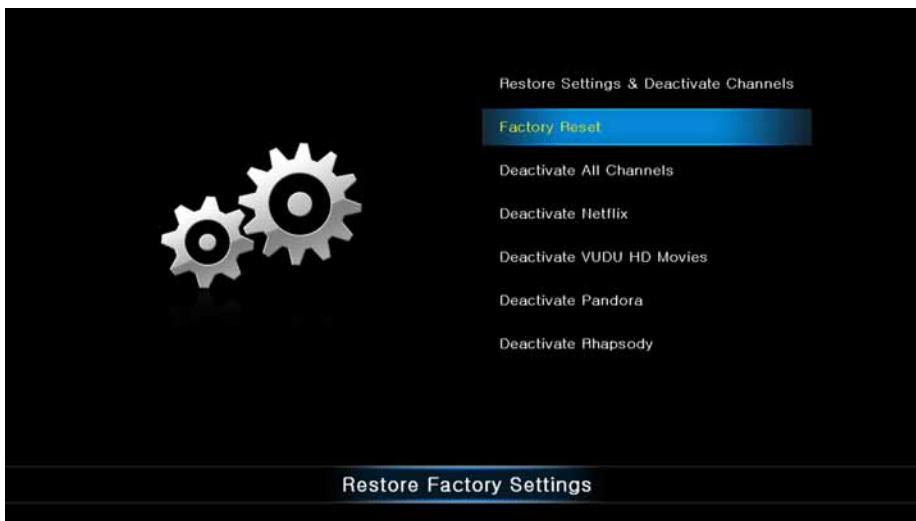 Restore Settings & Deactivate Channels
Factory Reset
Deactivate All Channels
Deactivate Netflix
Deactivate VUDU HD Movies
Deactivate Pandora
Deactivate Rhapsody
Restore Factory Settings